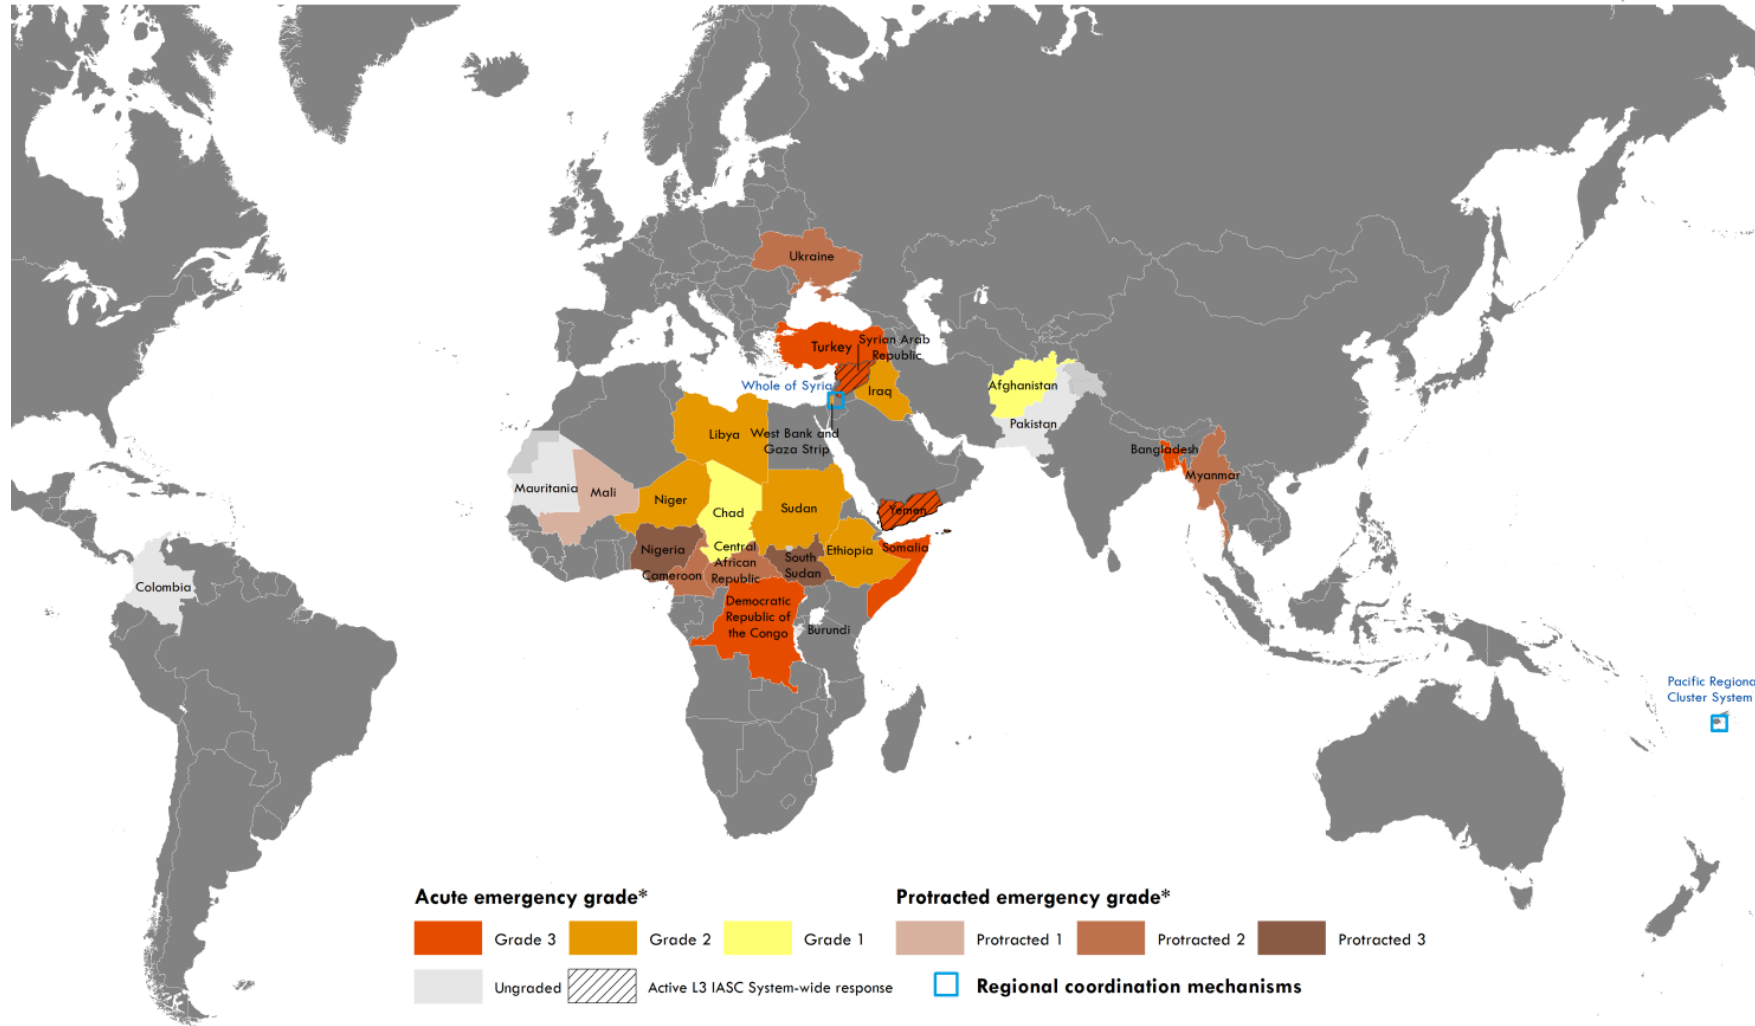 Ukraine
Turkey
Syrian Arab
Republic
Whole of Syria
Iraq
Afghanistan
Pakistan
Libya
West Bank and
Gaza Strip
Bangladesh
Myanmar
Mauritania
Mali
Niger
Chad
Sudan
Yemen
Nigeria
Central
African
Republic
Cameroon
South
Sudan
Ethiopia
Somalia
Colombia
Democratic
Republic of
the Congo
Burundi
Pacific Regiona
Cluster System
Acute emergency grade*
Grade 3
Grade 2
Grade 1
Ungraded
Active L3 IASC System-wide response
Protracted emergency grade*
Protracted 1
Protracted 2
Protracted 3
Regional coordination mechanisms